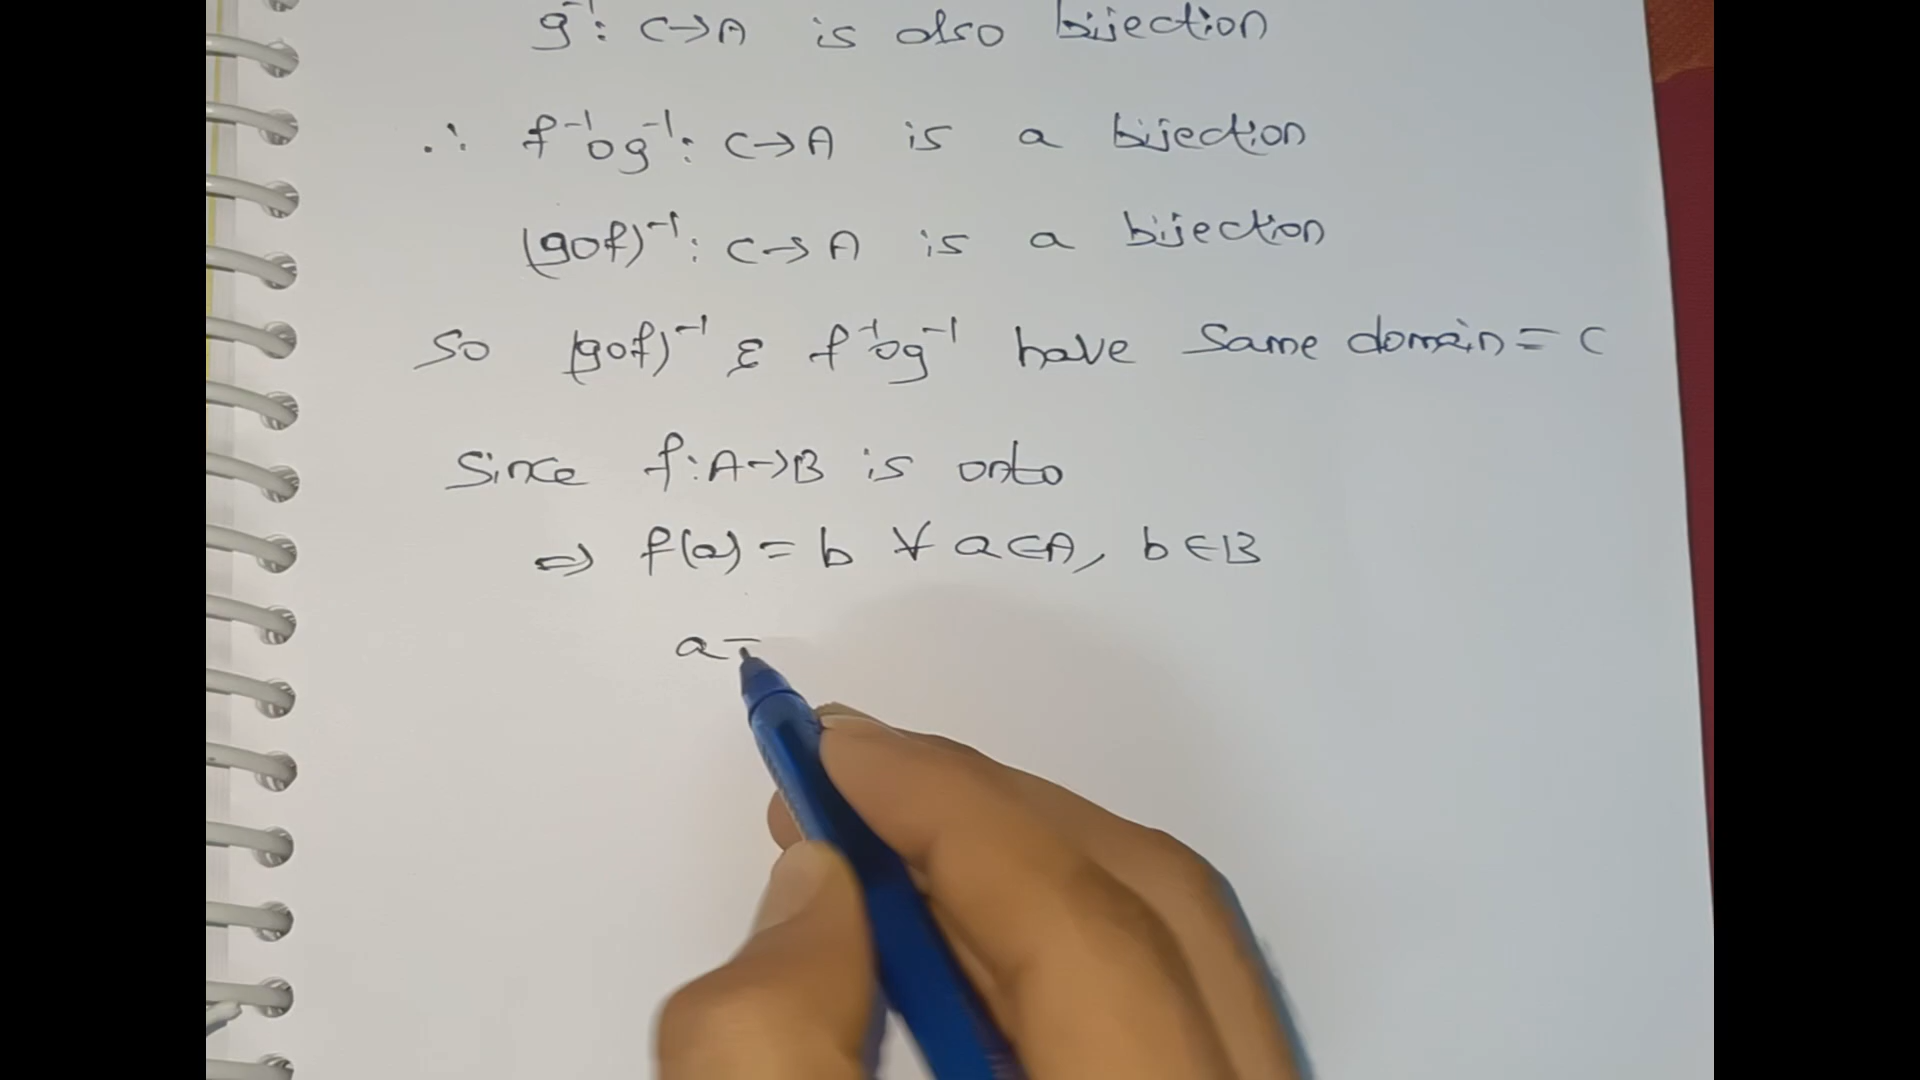 g⁻¹: C→A is also bijection
∴ f⁻¹og⁻¹: C→A is a bijection
(gof)⁻¹: C→A is a bijection
So (gof)⁻¹ & f⁻¹og⁻¹ have same domain = C
Since f:A→B is onto
⇒ f(a) = b ∀ a∈A, b∈B
a =